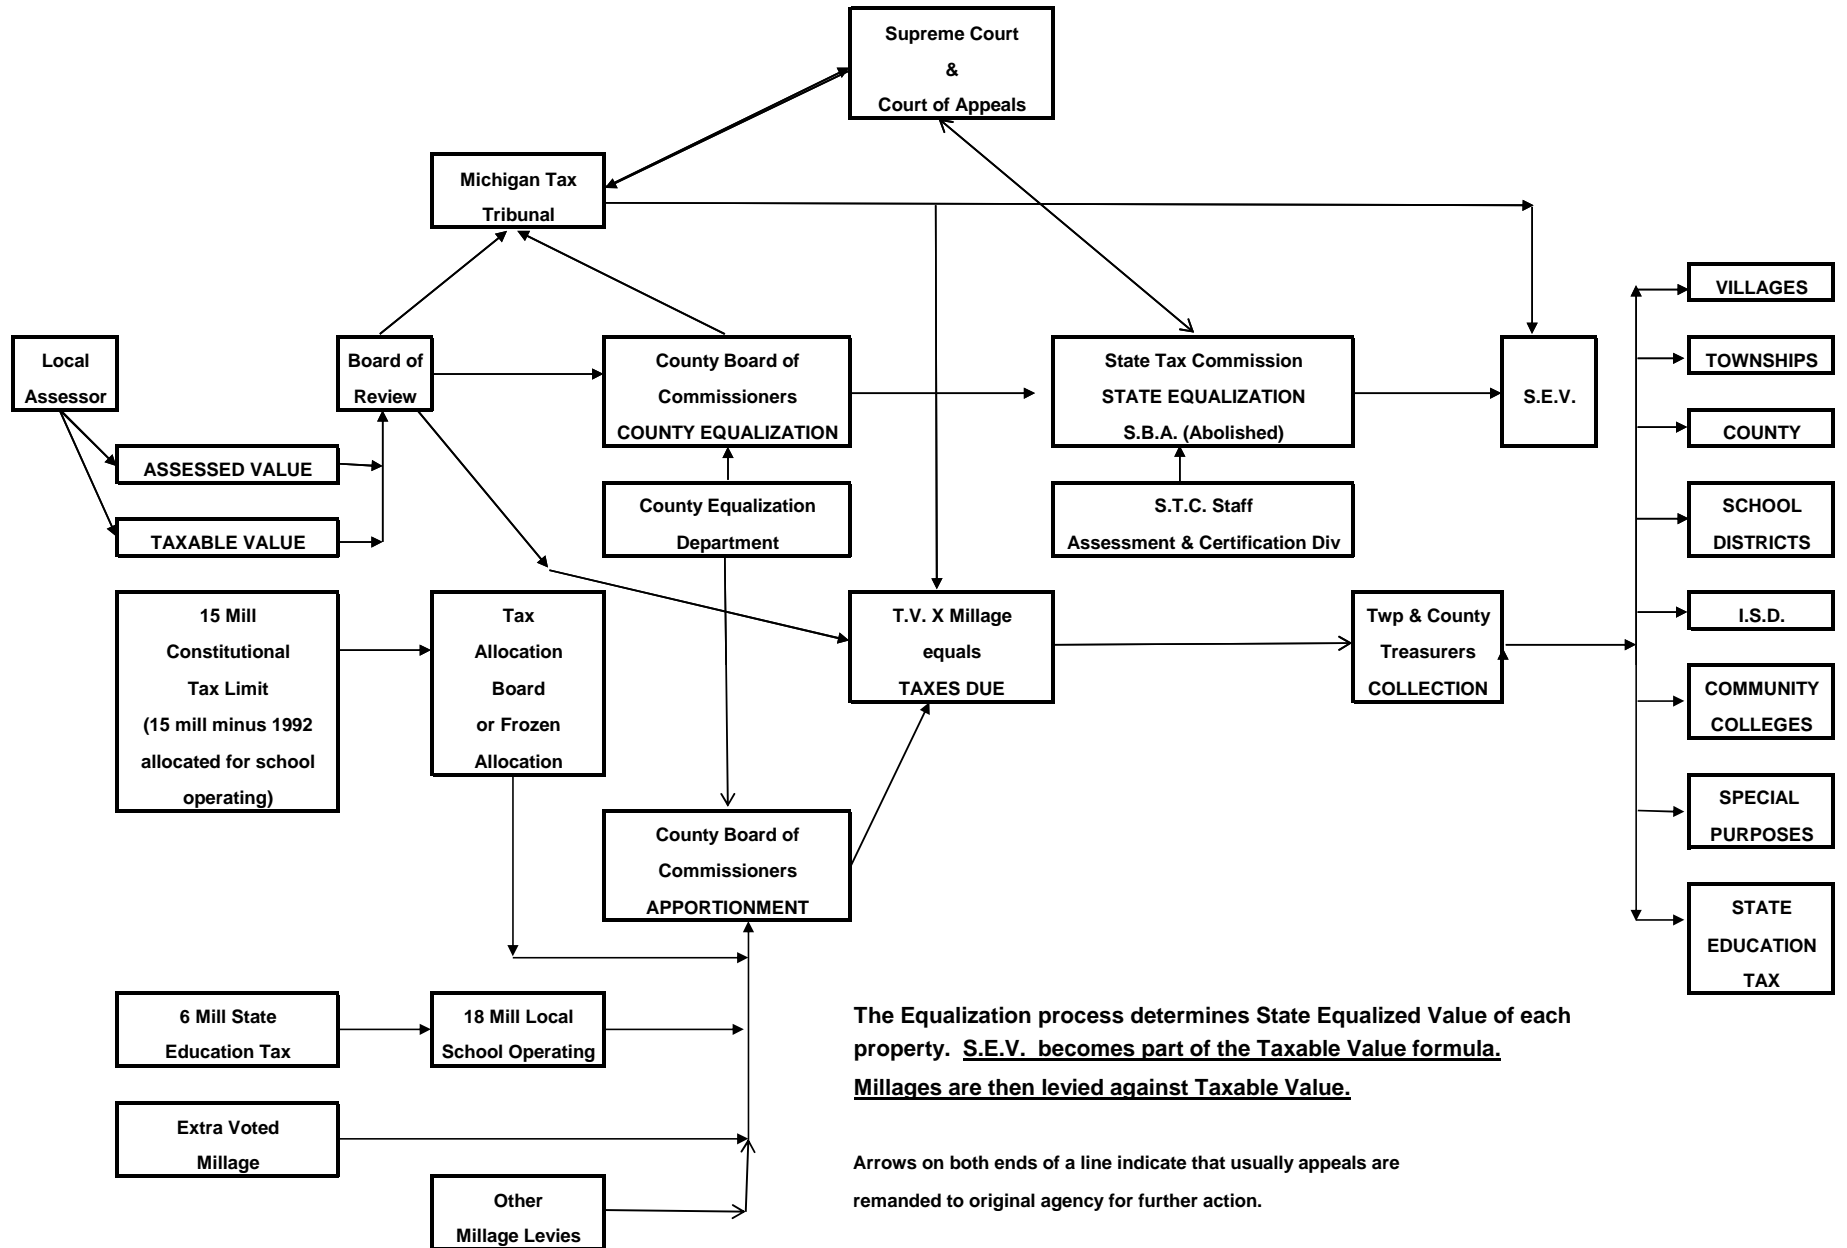 Supreme Court
&
Court of Appeals
Michigan Tax
Tribunal
Local
Assessor
Board of
Review
County Board of
Commissioners
COUNTY EQUALIZATION
State Tax Commission
STATE EQUALIZATION
S.B.A. (Abolished)
S.E.V.
ASSESSED VALUE
TAXABLE VALUE
County Equalization
Department
S.T.C. Staff
Assessment & Certification Div
15 Mill
Constitutional
Tax Limit
(15 mill minus 1992
allocated for school
operating)
Tax
Allocation
Board
or Frozen
Allocation
T.V. X Millage
equals
TAXES DUE
Twp & County
Treasurers
COLLECTION
VILLAGES
TOWNSHIPS
COUNTY
SCHOOL
DISTRICTS
I.S.D.
COMMUNITY
COLLEGES
SPECIAL
PURPOSES
STATE
EDUCATION
TAX
County Board of
Commissioners
APPORTIONMENT
6 Mill State
Education Tax
18 Mill Local
School Operating
Extra Voted
Millage
Other
Millage Levies
The Equalization process determines State Equalized Value of each
property. S.E.V. becomes part of the Taxable Value formula.
Millages are then levied against Taxable Value.
Arrows on both ends of a line indicate that usually appeals are
remanded to original agency for further action.